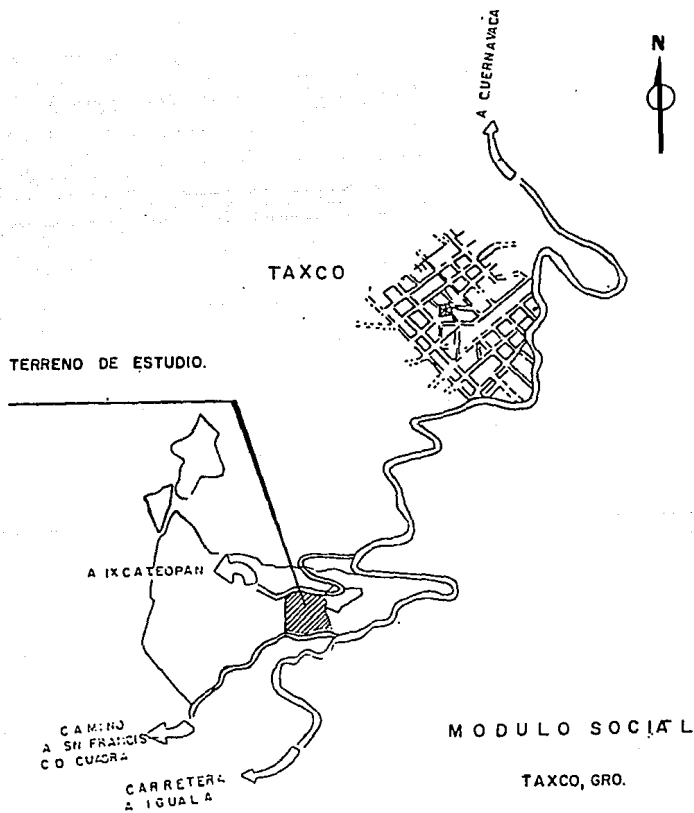 A CUERNAVACA
N
TAXCO
TERRENO DE ESTUDIO.
A IXCATEOPAN
CAMINO
A SN FRANCIS
CO CUADRA
CARRETERA
A IGUALA
MODULO SOCIAL
TAXCO, GRO.